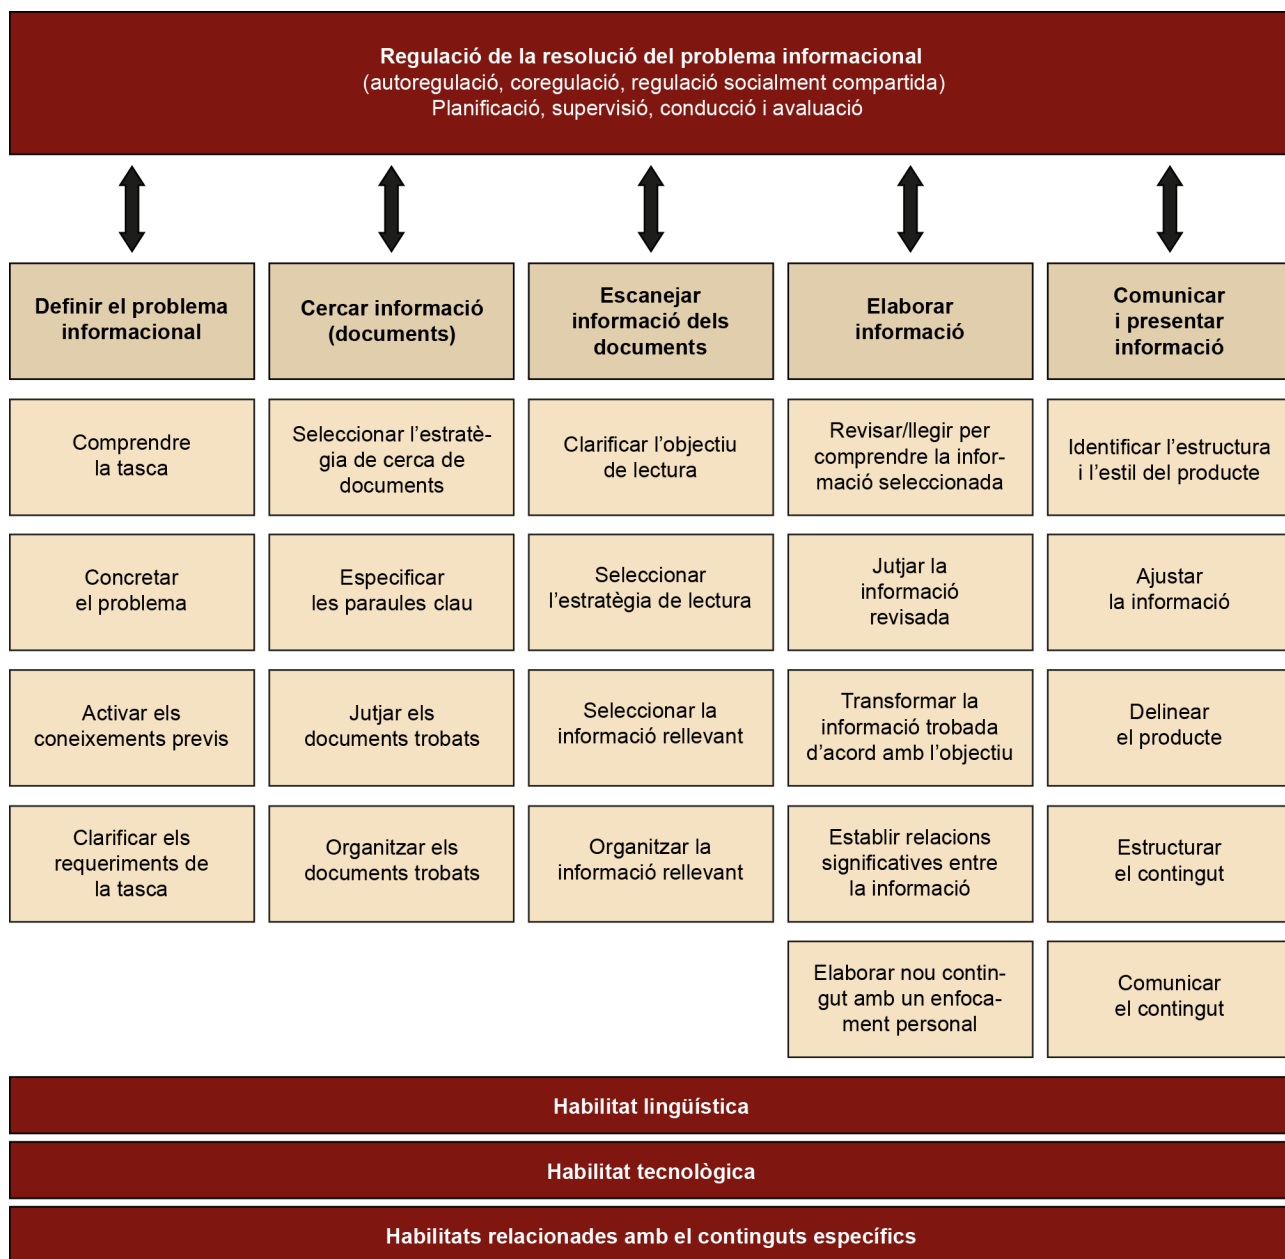 Regulació de la resolució del problema informacional
(autoregulació, coregulació, regulació socialment compartida)
Planificació, supervisió, conducció i avaluació
Definir el problema
informacional
Cercar informació
(documents)
Escanejar
informació dels
documents
Elaborar
informació
Comunicar
i presentar
informació
Comprendre
la tasca
Seleccionar l’estratè-
gia de cerca de
documents
Clarificar l’objectiu
de lectura
Revisar/llegir per
comprendre la infor-
mació seleccionada
Identificar l’estructura
i l’estil del producte
Concretar
el problema
Especificar
les paraules clau
Seleccionar
l’estratègia de lectura
Jutjar la
informació
revisada
Ajustar
la informació
Activar els
coneixements previs
Jutjar els
documents trobats
Seleccionar la
informació rellevant
Transformar la
informació trobada
d’acord amb l’objectiu
Delinear
el producte
Clarificar els
requeriments de
la tasca
Organitzar els
documents trobats
Organitzar la
informació rellevant
Establir relacions
significatives entre
la informació
Estructurar
el contingut
Elaborar nou contin-
gut amb un enfoca-
ment personal
Comunicar
el contingut
Habilitat lingüística
Habilitat tecnològica
Habilitats relacionades amb el continguts específics